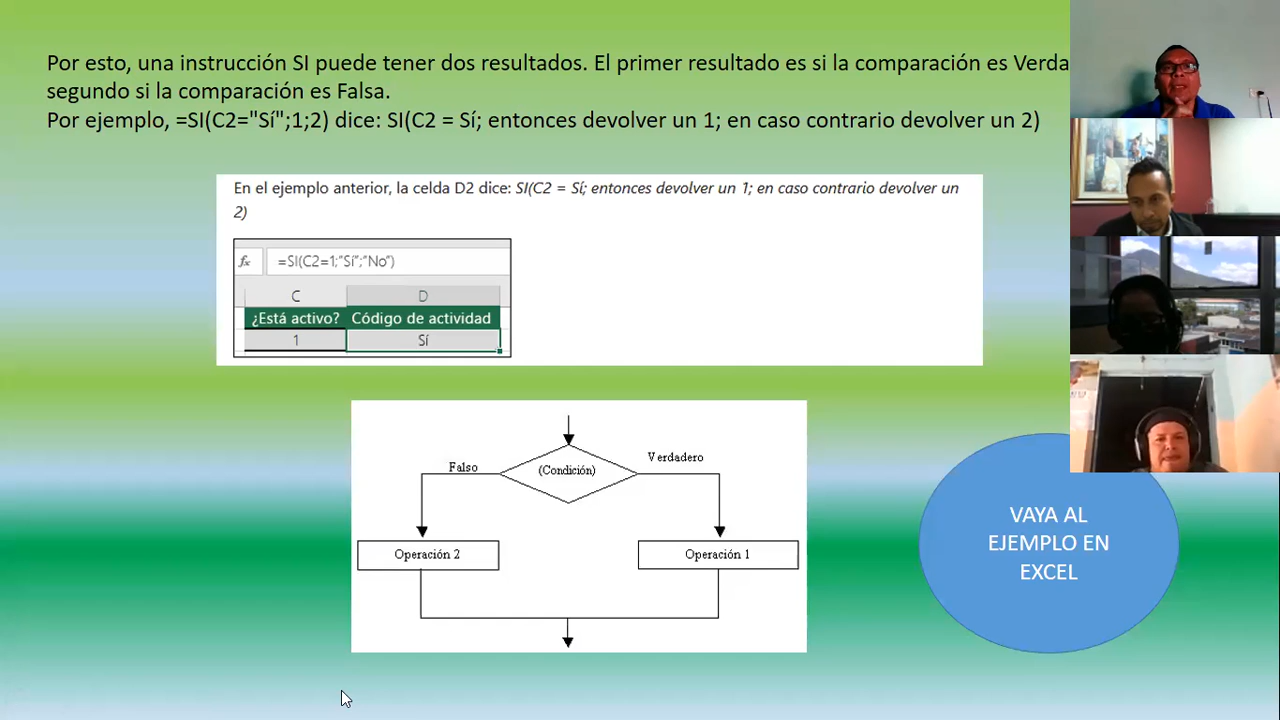 Por esto, una instrucción SI puede tener dos resultados. El primer resultado es si la comparación es Verda
segundo si la comparación es Falsa.
Por ejemplo, =SI(C2="Sí";1;2) dice: SI(C2 = Sí; entonces devolver un 1; en caso contrario devolver un 2)
En el ejemplo anterior, la celda D2 dice: SI(C2 = Sí; entonces devolver un 1; en caso contrario devolver un
2)
fx =SI(C2=1;"Sí";"No")
C D
¿Está activo? Código de actividad
1 Sí
Falso (Condición) Verdadero
Operación 2 Operación 1
VAYA AL
EJEMPLO EN
EXCEL